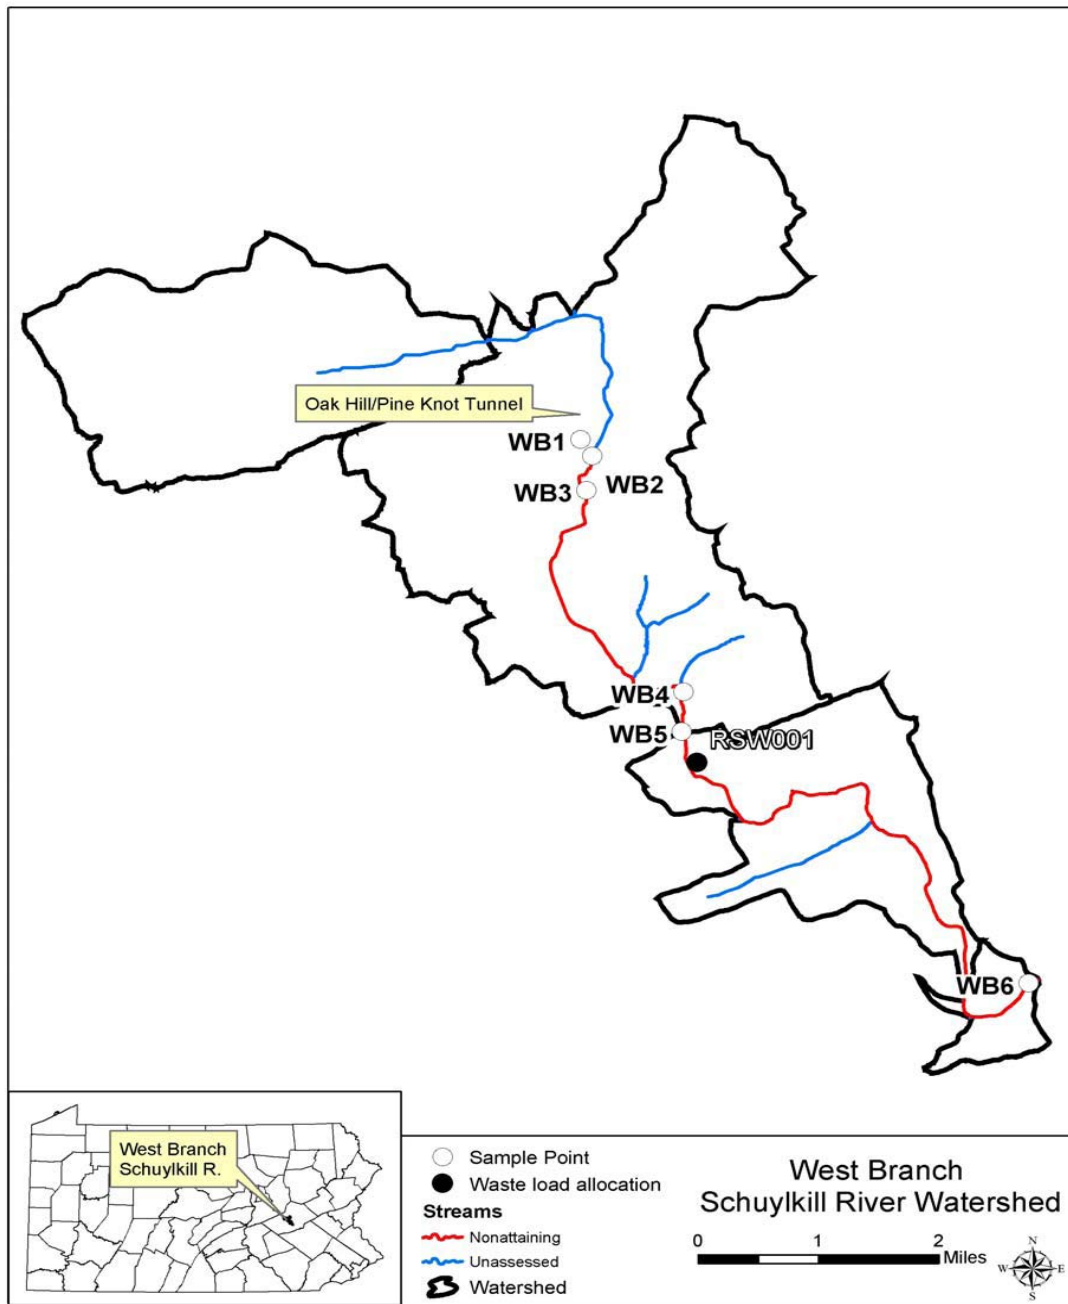 Oak Hill/Pine Knot Tunnel
WB1
WB2
WB3
WB4
WB5
RSW001
WB6
West Branch
Schuylkill R.
Sample Point
Waste load allocation
Streams
Nonattaining
Unassessed
Watershed
West Branch
Schuylkill River Watershed
0 1 2
Miles
N
W E
S